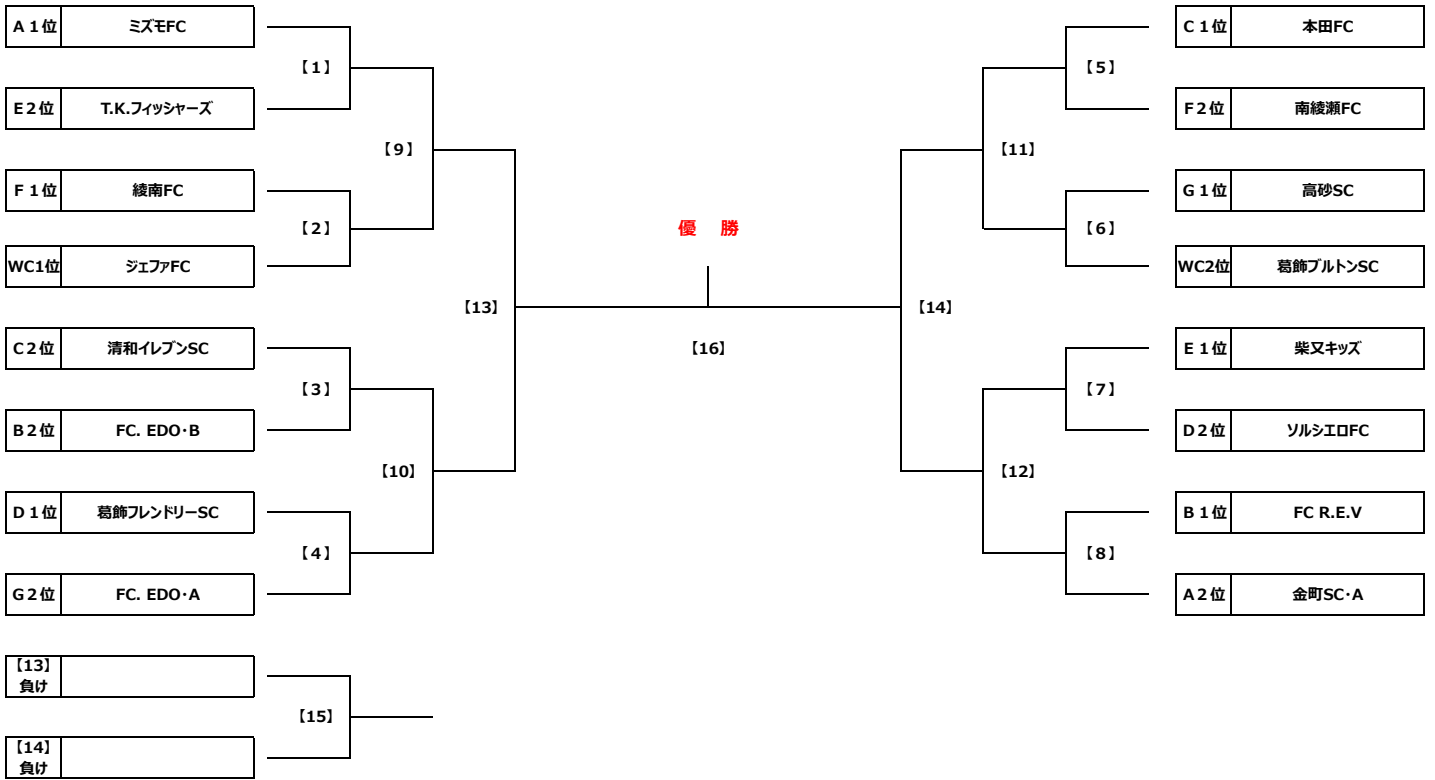 A１位 ミズモFC
【1】
E２位 T.K.フィッシャーズ
【9】
F１位 綾南FC
【2】
WC1位 ジェファFC
【13】
C２位 清和イレブンSC
【3】
B２位 FC. EDO・B
【10】
D１位 葛飾フレンドリーSC
【4】
G２位 FC. EDO・A
優　勝
【16】
C１位 本田FC
【5】
F２位 南綾瀬FC
【11】
G１位 高砂SC
【6】
WC2位 葛飾ブルトンSC
【14】
E１位 柴又キッズ
【7】
D２位 ソルシエロFC
【12】
B１位 FC R.E.V
【8】
A２位 金町SC・A
【13】
負け
【15】
【14】
負け